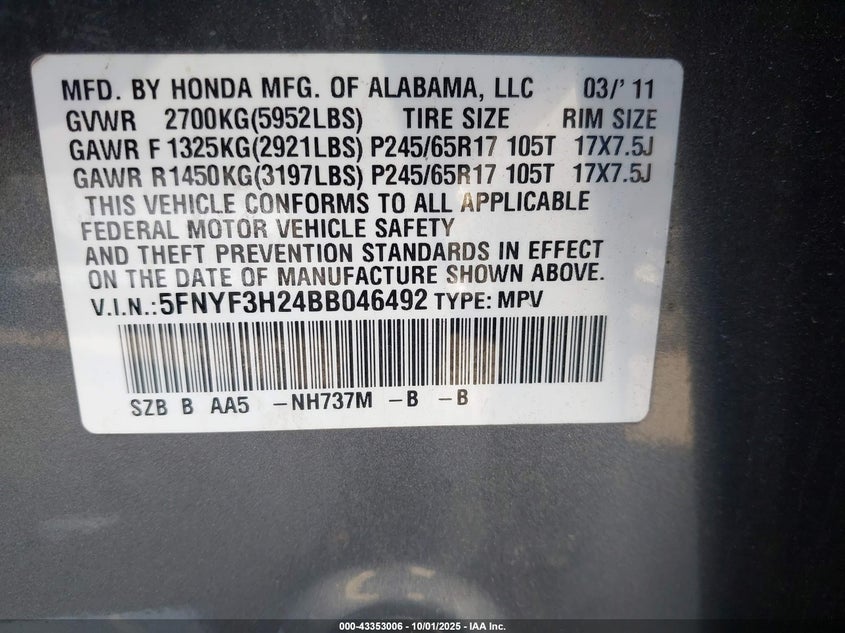 MFD. BY HONDA MFG. OF ALABAMA, LLC 03/' 11
GVWR 2700KG(5952LBS) TIRE SIZE RIM SIZE
GAWR F 1325KG(2921LBS) P245/65R17 105T 17X7.5J
GAWR R1450KG(3197LBS) P245/65R17 105T 17X7.5J
THIS VEHICLE CONFORMS TO ALL APPLICABLE
FEDERAL MOTOR VEHICLE SAFETY
AND THEFT PREVENTION STANDARDS IN EFFECT
ON THE DATE OF MANUFACTURE SHOWN ABOVE.
V.I.N.:5FNYF3H24BB046492 TYPE: MPV
SZB B AA5 -NH737M -B -B
000-43353006 - 10/01/2025 - IAA Inc.